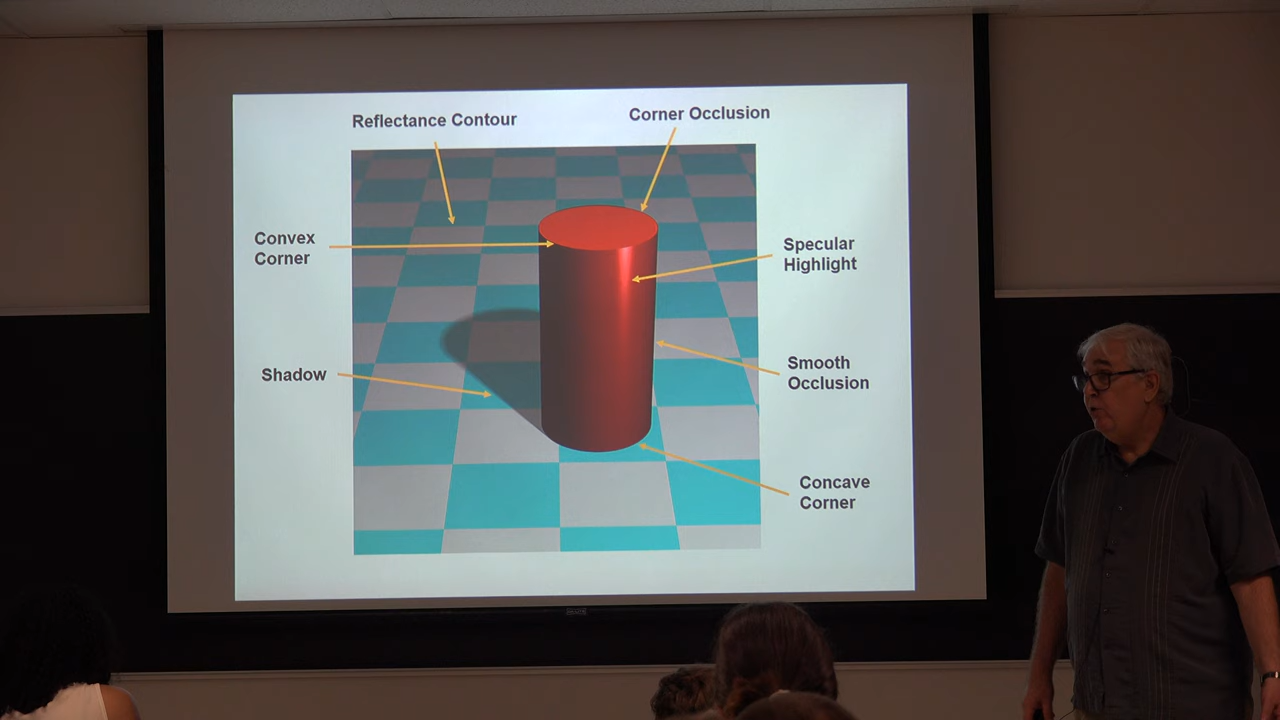 Reflectance Contour
Corner Occlusion
Convex
Corner
Specular
Highlight
Shadow
Smooth
Occlusion
Concave
Corner